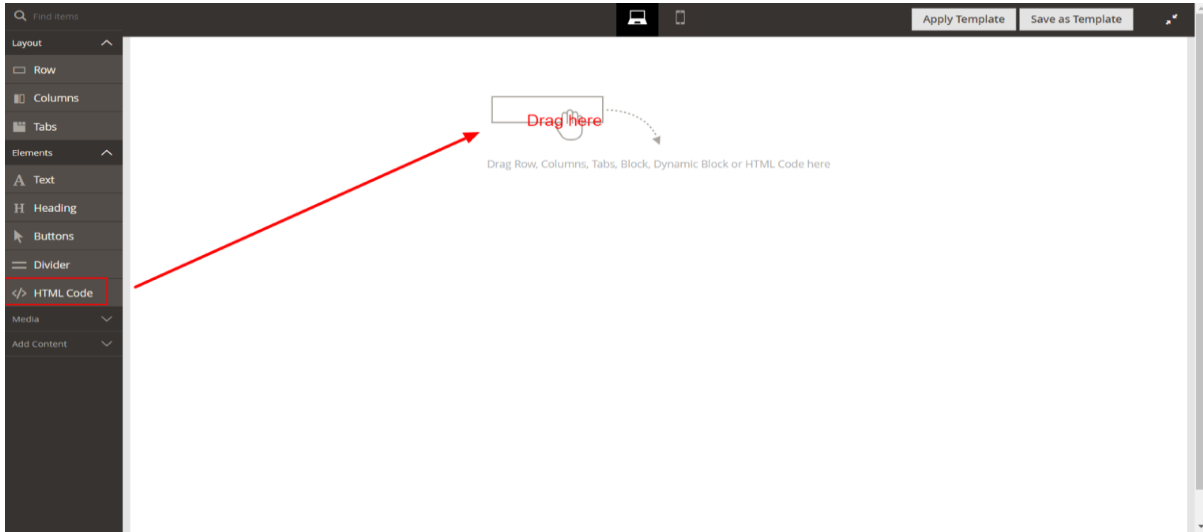 Find items
Apply Template
Save as Template
Layout
Row
Columns
Tabs
Elements
Text
Heading
Buttons
Divider
HTML Code
Media
Add Content
Drag here
Drag Row, Columns, Tabs, Block, Dynamic Block or HTML Code here